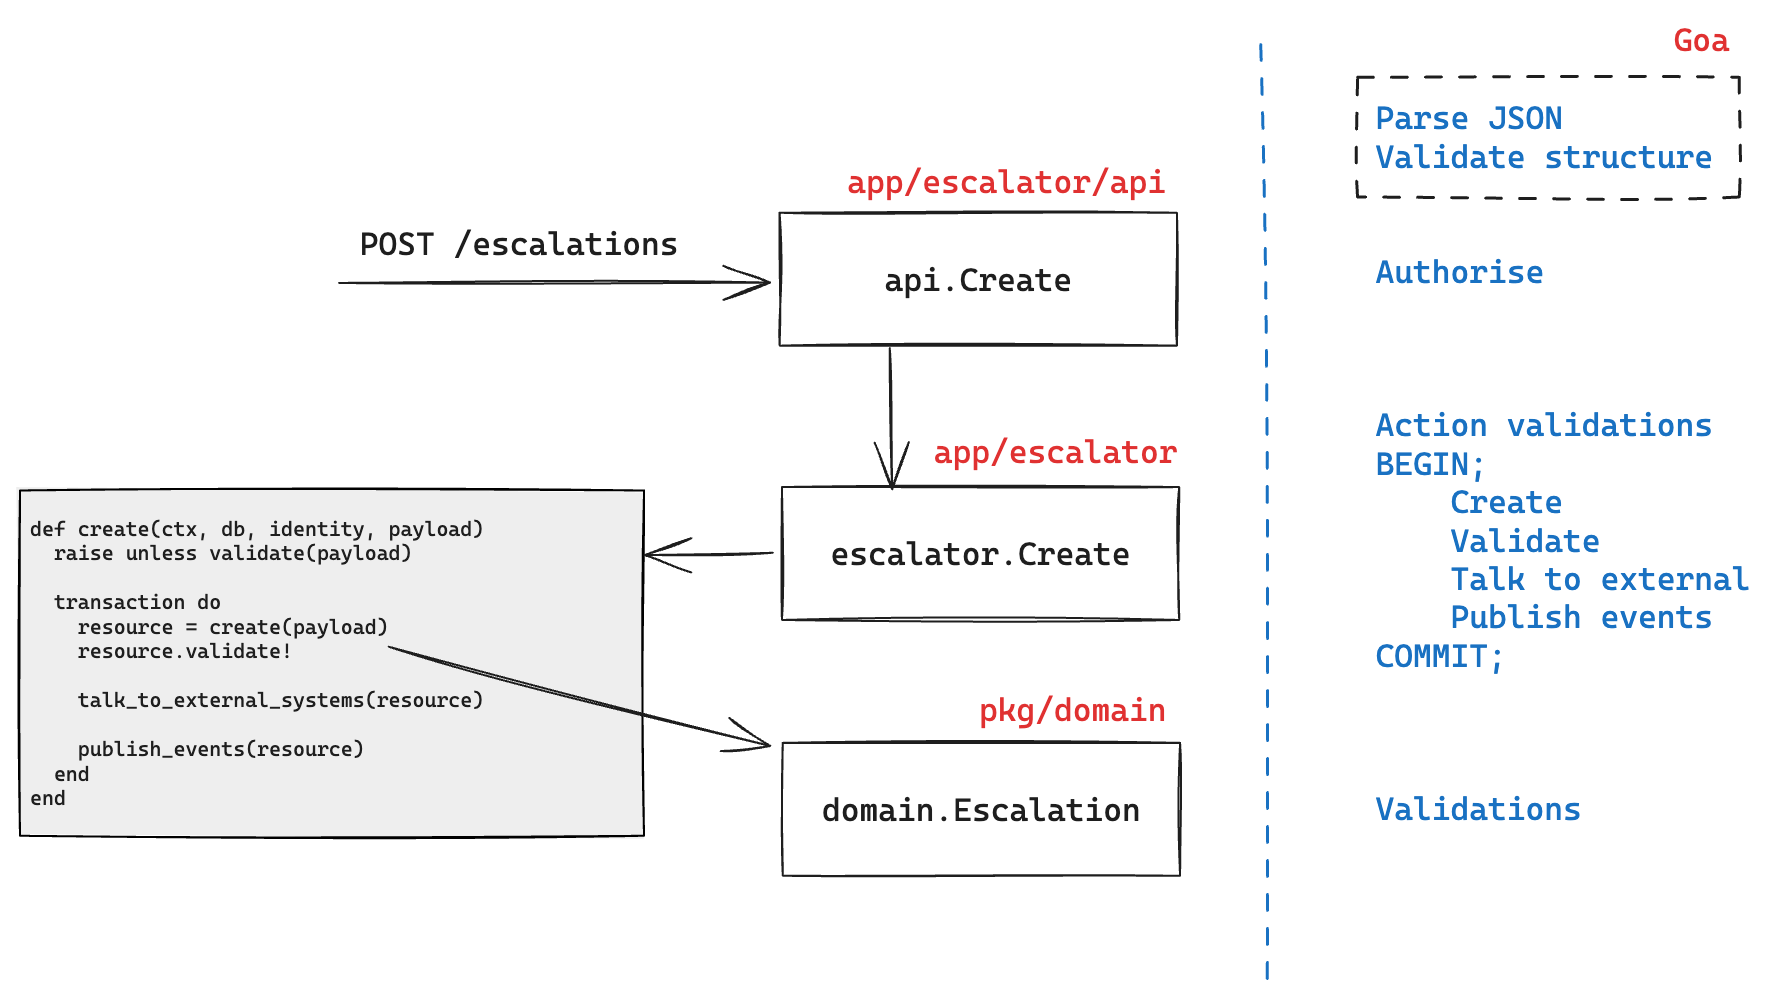 Goa
Parse JSON
Validate structure
app/escalator/api
POST /escalations
api.Create
Authorise
Action validations
BEGIN;
    Create
    Validate
    Talk to external
    Publish events
COMMIT;
app/escalator
escalator.Create
def create(ctx, db, identity, payload)
  raise unless validate(payload)
  transaction do
    resource = create(payload)
    resource.validate!
    talk_to_external_systems(resource)
    publish_events(resource)
  end
end
pkg/domain
domain.Escalation
Validations